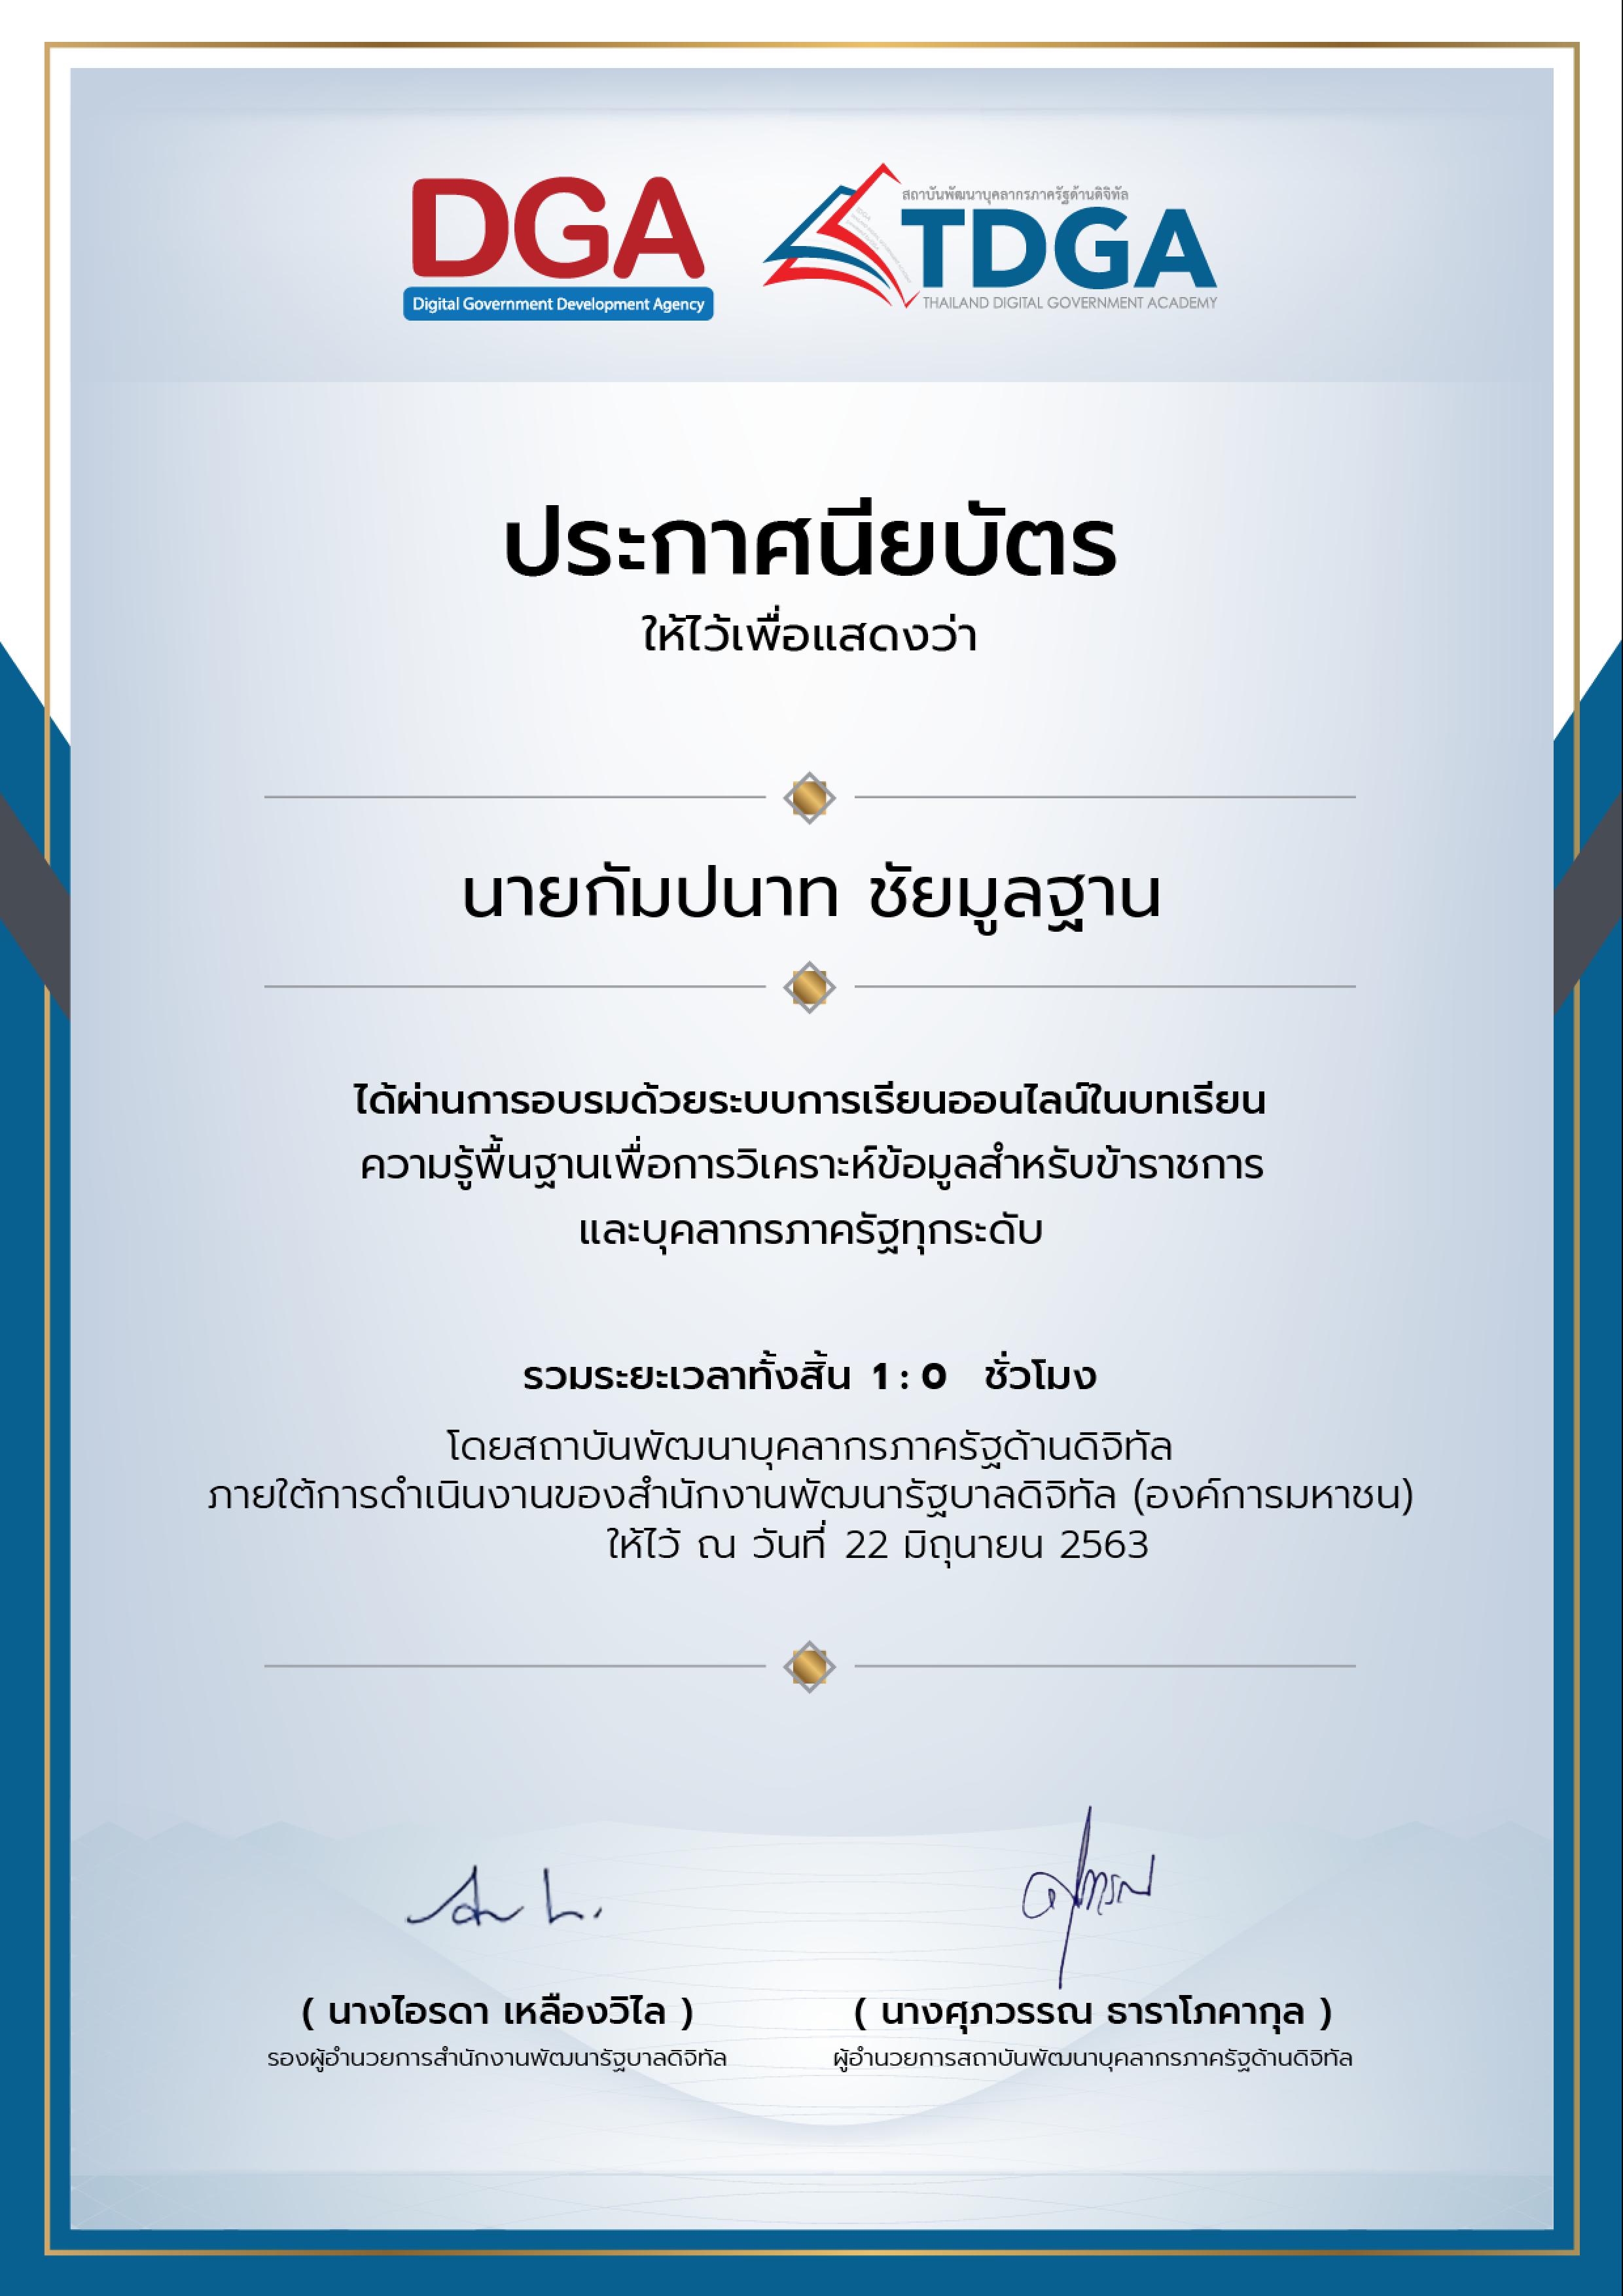 DGA
Digital Government Development Agency
สถาบันพัฒนาบุคลากรภาครัฐด้านดิจิทัล
TDGA
THAILAND DIGITAL GOVERNMENT ACADEMY
ประกาศนียบัตร
ให้ไว้เพื่อแสดงว่า
นายกัมปนาท ชัยมูลฐาน
ได้ผ่านการอบรมด้วยระบบการเรียนออนไลน์ในบทเรียน
ความรู้พื้นฐานเพื่อการวิเคราะห์ข้อมูลสำหรับข้าราชการ
และบุคลากรภาครัฐทุกระดับ
รวมระยะเวลาทั้งสิ้น 1 : 0 ชั่วโมง
โดยสถาบันพัฒนาบุคลากรภาครัฐด้านดิจิทัล
ภายใต้การดำเนินงานของสำนักงานพัฒนารัฐบาลดิจิทัล (องค์การมหาชน)
ให้ไว้ ณ วันที่ 22 มิถุนายน 2563
( นางไอรดา เหลืองวิไล ) ( นางศุภวรรณ ธาราโภคากุล )
รองผู้อำนวยการสำนักงานพัฒนารัฐบาลดิจิทัล ผู้อำนวยการสถาบันพัฒนาบุคลากรภาครัฐด้านดิจิทัล